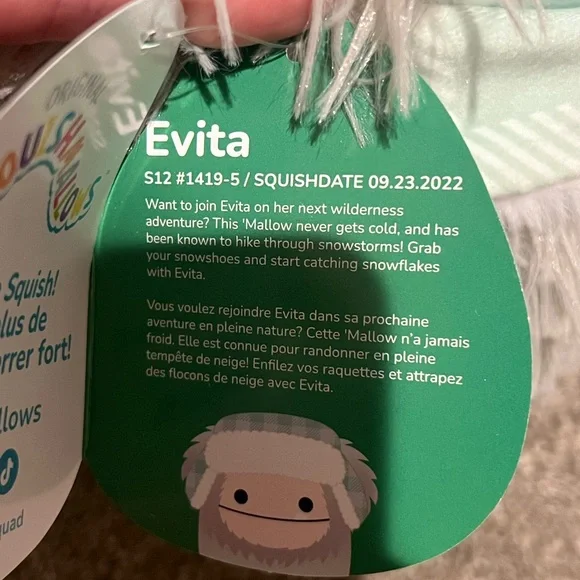 ORIGINAL
Evita
S12 #1419-5 / SQUISHDATE 09.23.2022
Want to join Evita on her next wilderness
adventure? This 'Mallow never gets cold, and has
been known to hike through snowstorms! Grab
your snowshoes and start catching snowflakes
with Evita.
Vous voulez rejoindre Evita dans sa prochaine
aventure en pleine nature? Cette 'Mallow n'a jamais
froid. Elle est connue pour randonner en pleine
tempête de neige! Enfilez vos raquettes et attrapez
des flocons de neige avec Evita.
Squish!
plus de
rrer fort!
llows
quad